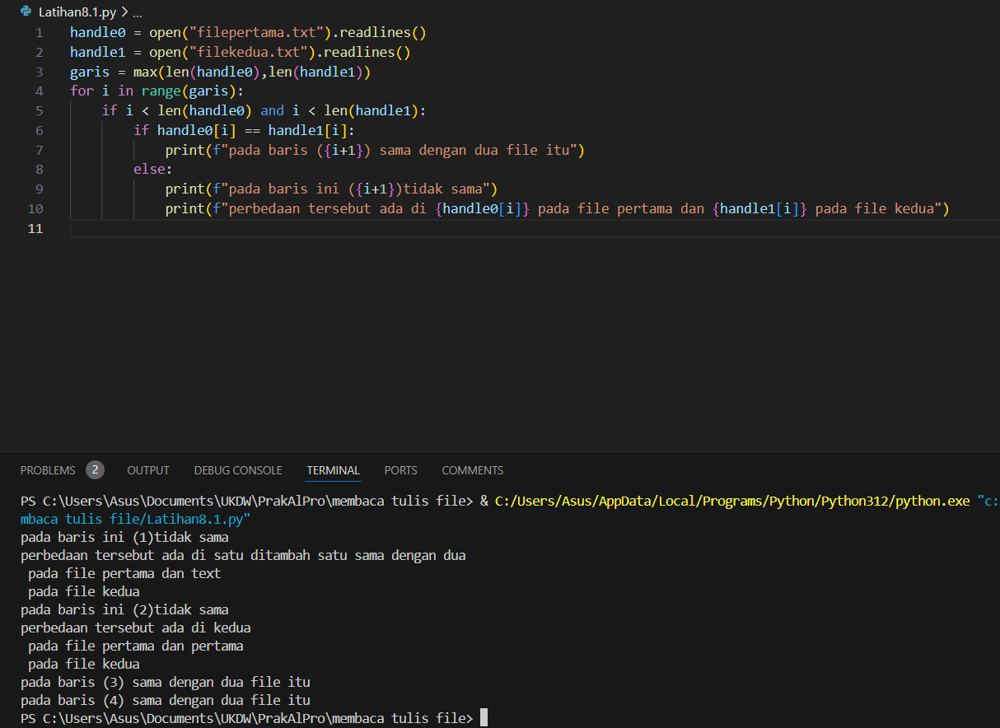 Latihan8.1.py > ...
1 handle0 = open("filepertama.txt").readlines()
2 handle1 = open("filekedua.txt").readlines()
3 garis = max(len(handle0),len(handle1))
4 for i in range(garis):
5     if i < len(handle0) and i < len(handle1):
6         if handle0[i] == handle1[i]:
7             print(f"pada baris ({i+1}) sama dengan dua file itu")
8         else:
9             print(f"pada baris ini ({i+1})tidak sama")
10             print(f"perbedaan tersebut ada di {handle0[i]} pada file pertama dan {handle1[i]} pada file kedua")
11
PROBLEMS 2 OUTPUT DEBUG CONSOLE TERMINAL PORTS COMMENTS
PS C:\Users\Asus\Documents\UKDW\PrakAlPro\membaca tulis file> & C:/Users/Asus/AppData/Local/Programs/Python/Python312/python.exe "c:
mbaca tulis file/Latihan8.1.py"
pada baris ini (1)tidak sama
perbedaan tersebut ada di satu ditambah satu sama dengan dua
 pada file pertama dan text
 pada file kedua
pada baris ini (2)tidak sama
perbedaan tersebut ada di kedua
 pada file pertama dan pertama
 pada file kedua
pada baris (3) sama dengan dua file itu
pada baris (4) sama dengan dua file itu
PS C:\Users\Asus\Documents\UKDW\PrakAlPro\membaca tulis file>